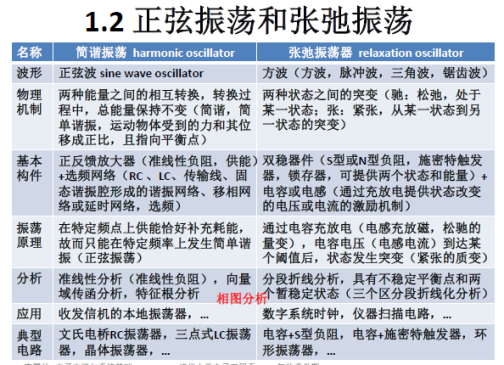 1.2 正弦振荡和张弛振荡
名称
简谐振荡 harmonic oscillator
张弛振荡器 relaxation oscillator
波形
正弦波 sine wave oscillator
方波（方波，脉冲波，三角波，锯齿波）
物理
机制
两种能量之间的相互转换，转换过
程中，总能量保持不变（简谐，简
单谐振，运动物体受到的力和其位
移成正比，且指向平衡点）
两种状态之间的突变（驰：松弛，处于
某一状态；张：紧张，从某一状态到另
一状态的突变）
基本
构件
正反馈放大器（准线性负阻，供能）
+选频网络（RC 、LC、传输线、固
态谐振腔形成的谐振网络、移相网
络或延时网络，选频）
双稳器件（S型或N型负阻，施密特触发
器，锁存器，可提供两个状态和能量）+
电容或电感（通过充放电提供状态改变
的电压或电流的激励机制）
振荡
原理
在特定频点上供能恰好补充耗能，
故而只能在特定频率上发生简单谐
振（正弦振荡）
通过电容充放电（电感充放磁，松驰的
量变），电容电压（电感电流）到达某
个阈值后，状态发生突变（紧张的质变）
分析
准线性分析（准线性负阻），向量
域传函分析，特征根分析
相图分析
分段折线分析，具有不稳定平衡点和两
个暂稳定状态（三个区分段折线化分析）
应用
收发信机的本地振荡器，…
数字系统时钟，仪器扫描电路，…
典型
电路
文氏电桥RC振荡器，三点式LC振荡
器，晶体振荡器，…
电容+S型负阻，电容+施密特触发器，环
形振荡器，…